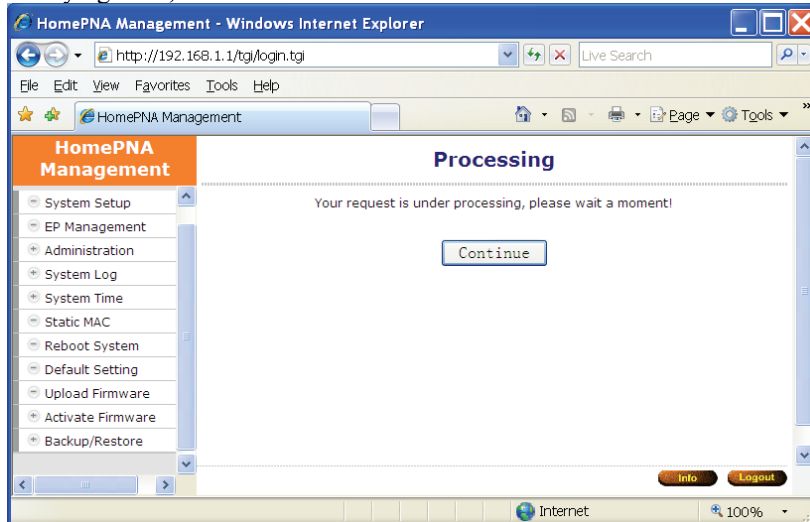 HomePNA Management - Windows Internet Explorer
http://192.168.1.1/tgi/login.tgi
Live Search
File Edit View Favorites Tools Help
HomePNA Management
Page Tools »
HomePNA
Management
System Setup
EP Management
Administration
System Log
System Time
Static MAC
Reboot System
Default Setting
Upload Firmware
Activate Firmware
Backup/Restore
Processing
Your request is under processing, please wait a moment!
Continue
Info Logout
Internet 100%